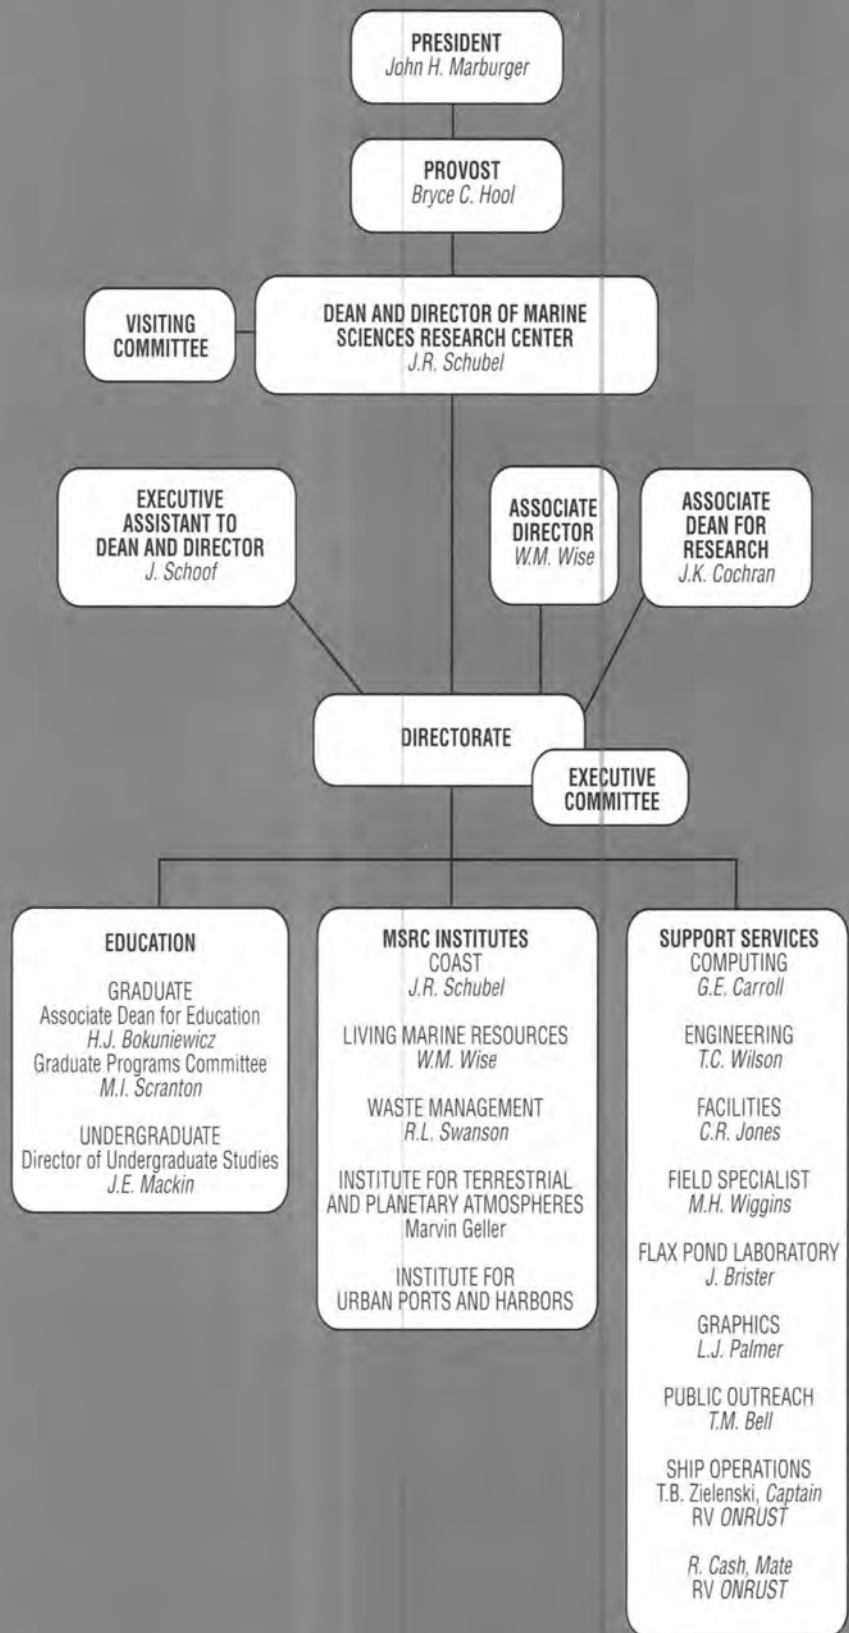 PRESIDENT
John H. Marburger
PROVOST
Bryce C. Hool
VISITING
COMMITTEE
DEAN AND DIRECTOR OF MARINE
SCIENCES RESEARCH CENTER
J.R. Schubel
EXECUTIVE
ASSISTANT TO
DEAN AND DIRECTOR
J. Schoof
ASSOCIATE
DIRECTOR
W.M. Wise
ASSOCIATE
DEAN FOR
RESEARCH
J.K. Cochran
DIRECTORATE
EXECUTIVE
COMMITTEE
EDUCATION
GRADUATE
Associate Dean for Education
H.J. Bokuniewicz
Graduate Programs Committee
M.I. Scranton
UNDERGRADUATE
Director of Undergraduate Studies
J.E. Mackin
MSRC INSTITUTES
COAST
J.R. Schubel
LIVING MARINE RESOURCES
W.M. Wise
WASTE MANAGEMENT
R.L. Swanson
INSTITUTE FOR TERRESTRIAL
AND PLANETARY ATMOSPHERES
Marvin Geller
INSTITUTE FOR
URBAN PORTS AND HARBORS
SUPPORT SERVICES
COMPUTING
G.E. Carroll
ENGINEERING
T.C. Wilson
FACILITIES
C.R. Jones
FIELD SPECIALIST
M.H. Wiggins
FLAX POND LABORATORY
J. Brister
GRAPHICS
L.J. Palmer
PUBLIC OUTREACH
T.M. Bell
SHIP OPERATIONS
T.B. Zielenski, Captain
RV ONRUST
R. Cash, Mate
RV ONRUST